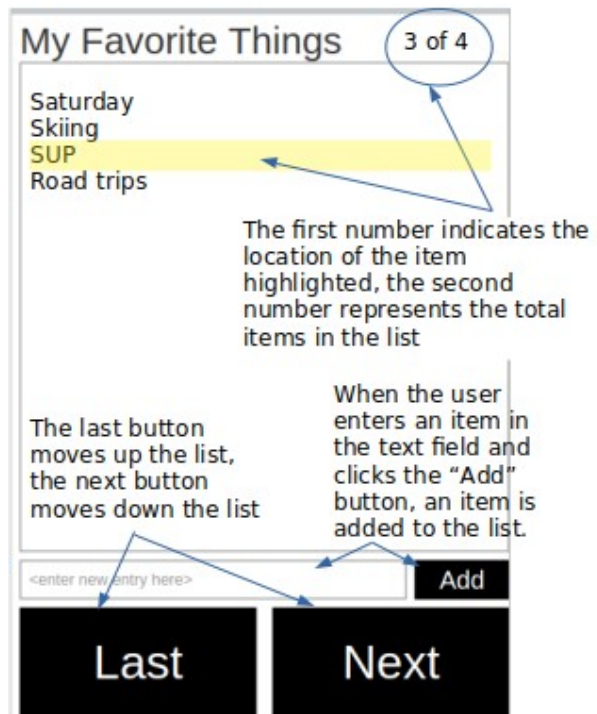 My Favorite Things
3 of 4
Saturday
Skiing
SUP
Road trips
The first number indicates the
location of the item
highlighted, the second
number represents the total
items in the list
The last button
moves up the list,
the next button
moves down the list
When the user
enters an item in
the text field and
clicks the “Add”
button, an item is
added to the list.
<enter new entry here>
Add
Last
Next